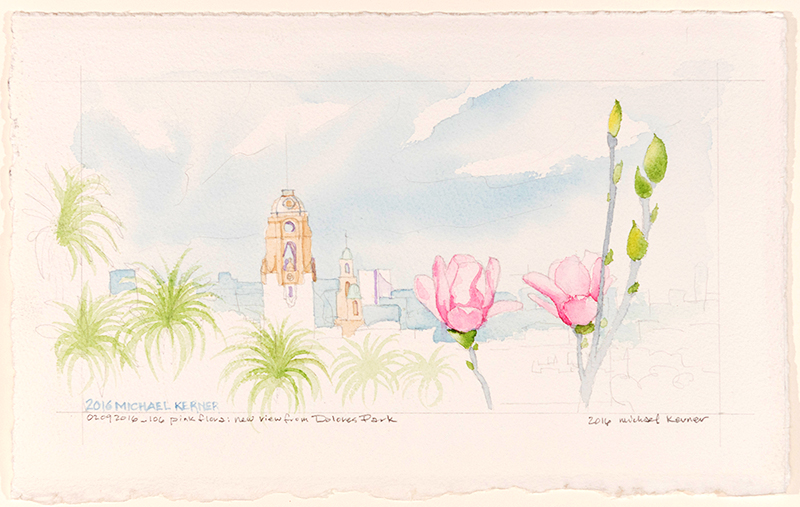 2016 MICHAEL KERNER
02092016_106 pink flora: new view from Dolores Park
2016 michael Kerner